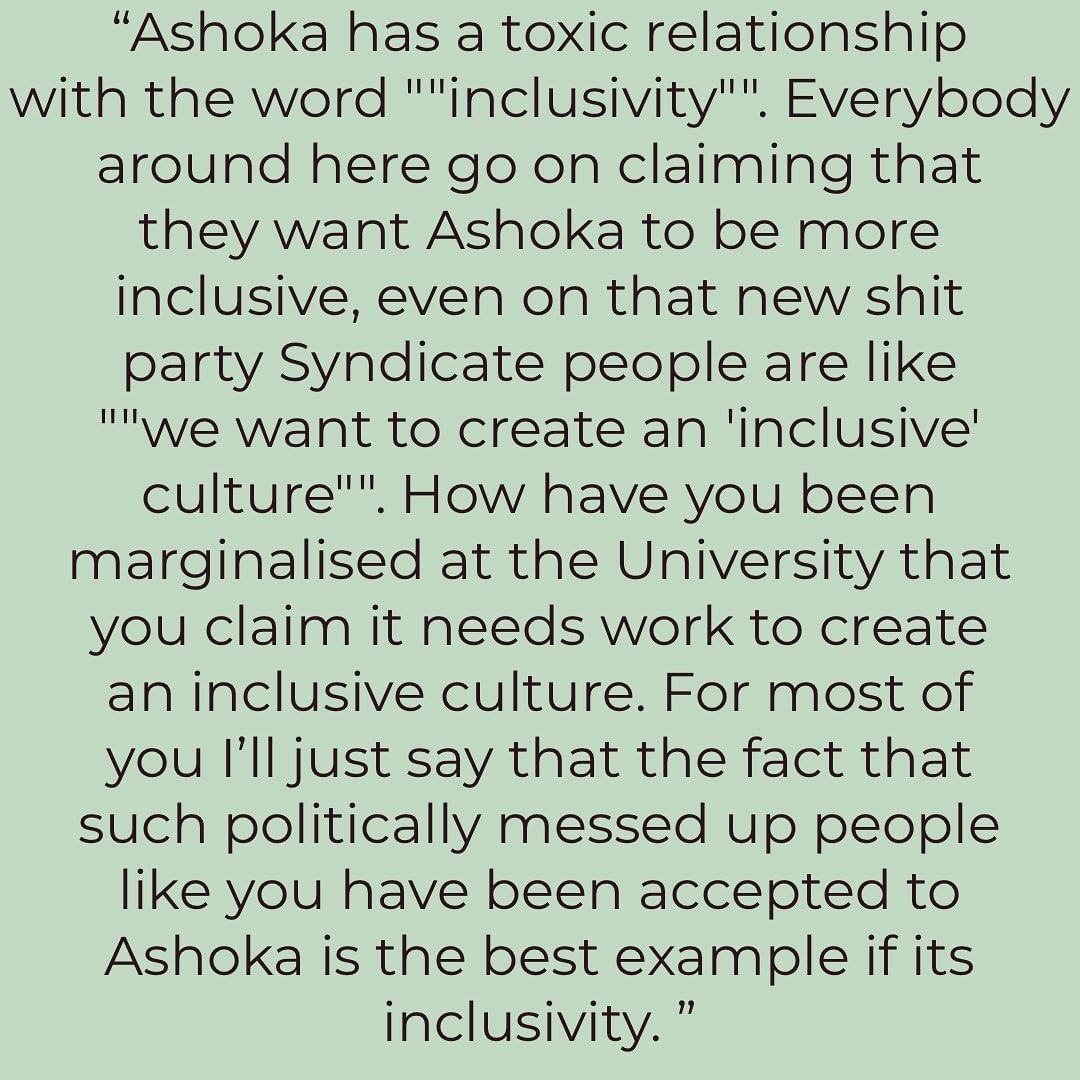 “Ashoka has a toxic relationship
with the word ""inclusivity"". Everybody
around here go on claiming that
they want Ashoka to be more
inclusive, even on that new shit
party Syndicate people are like
""we want to create an 'inclusive'
culture"". How have you been
marginalised at the University that
you claim it needs work to create
an inclusive culture. For most of
you I’ll just say that the fact that
such politically messed up people
like you have been accepted to
Ashoka is the best example if its
inclusivity. ”